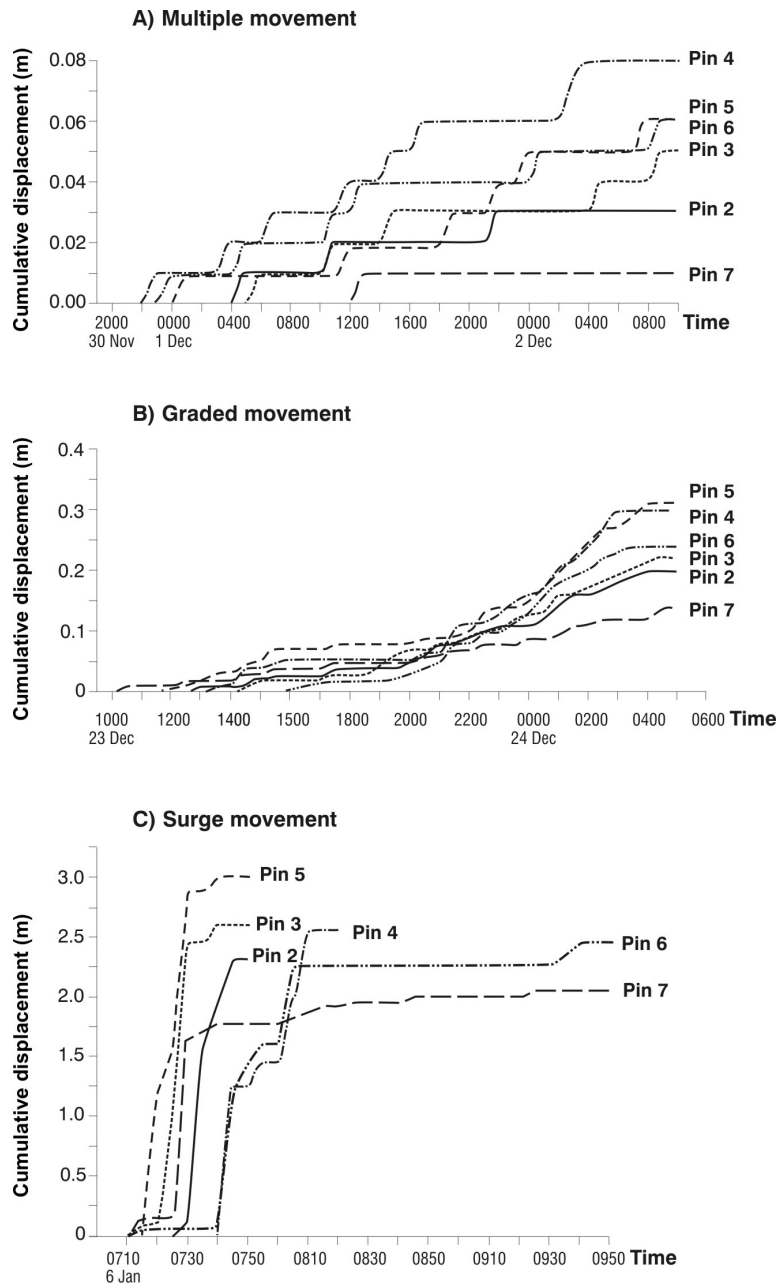 A) Multiple movement
Cumulative displacement (m)
0.08
0.06
0.04
0.02
0.00
Pin 4
Pin 5
Pin 6
Pin 3
Pin 2
Pin 7
2000 0000 0400 0800 1200 1600 2000 0000 0400 0800 Time
30 Nov 1 Dec 2 Dec
B) Graded movement
Cumulative displacement (m)
0.4
0.3
0.2
0.1
0
Pin 5
Pin 4
Pin 6
Pin 3
Pin 2
Pin 7
1000 1200 1400 1600 1800 2000 2200 0000 0200 0400 0600 Time
23 Dec 24 Dec
C) Surge movement
Cumulative displacement (m)
3.0
2.5
2.0
1.5
1.0
0.5
0
Pin 5
Pin 3
Pin 4
Pin 2
Pin 6
Pin 7
0710 0730 0750 0810 0830 0850 0910 0930 0950 Time
6 Jan